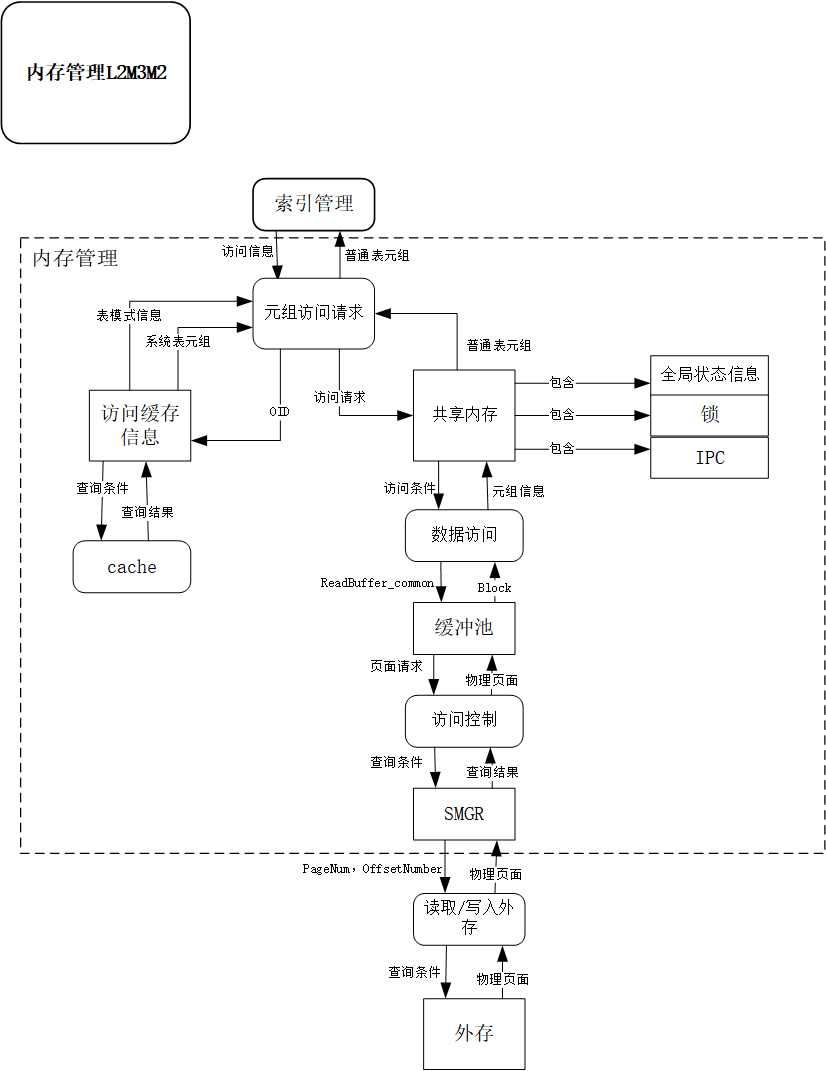 内存管理L2M3M2
索引管理
访问信息
普通表元组
内存管理
元组访问请求
表模式信息
系统表元组
普通表元组
OID
访问请求
访问缓存
信息
共享内存
包含
全局状态信息
包含
锁
包含
IPC
查询条件
查询结果
访问条件
元组信息
cache
数据访问
ReadBuffer_common
Block
缓冲池
页面请求
物理页面
访问控制
查询条件
查询结果
SMGR
PageNum，OffsetNumber
物理页面
读取/写入外
存
查询条件
物理页面
外存